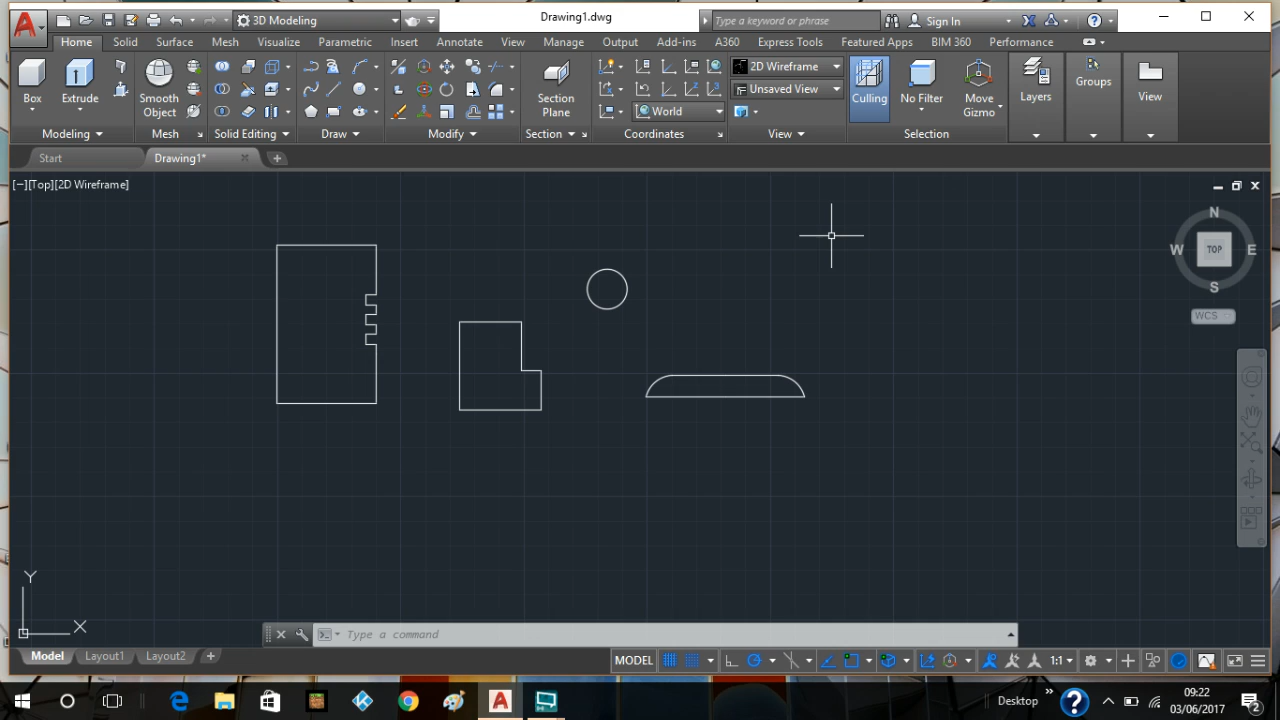 3D Modeling
Drawing1.dwg
Type a keyword or phrase
Sign In
Home Solid Surface Mesh Visualize Parametric Insert Annotate View Manage Output Add-ins A360 Express Tools Featured Apps BIM 360 Performance
Box
Extrude
Smooth
Object
Section
Plane
World
2D Wireframe
Unsaved View
Culling
No Filter
Move
Gizmo
Layers
Groups
View
Modeling Mesh Solid Editing Draw Modify Section Coordinates View Selection
Start Drawing1*
[−][Top][2D Wireframe]
N
W TOP E
S
WCS
Y
X
Type a command
Model Layout1 Layout2
MODEL 1:1
Desktop
09:22
03/06/2017
2